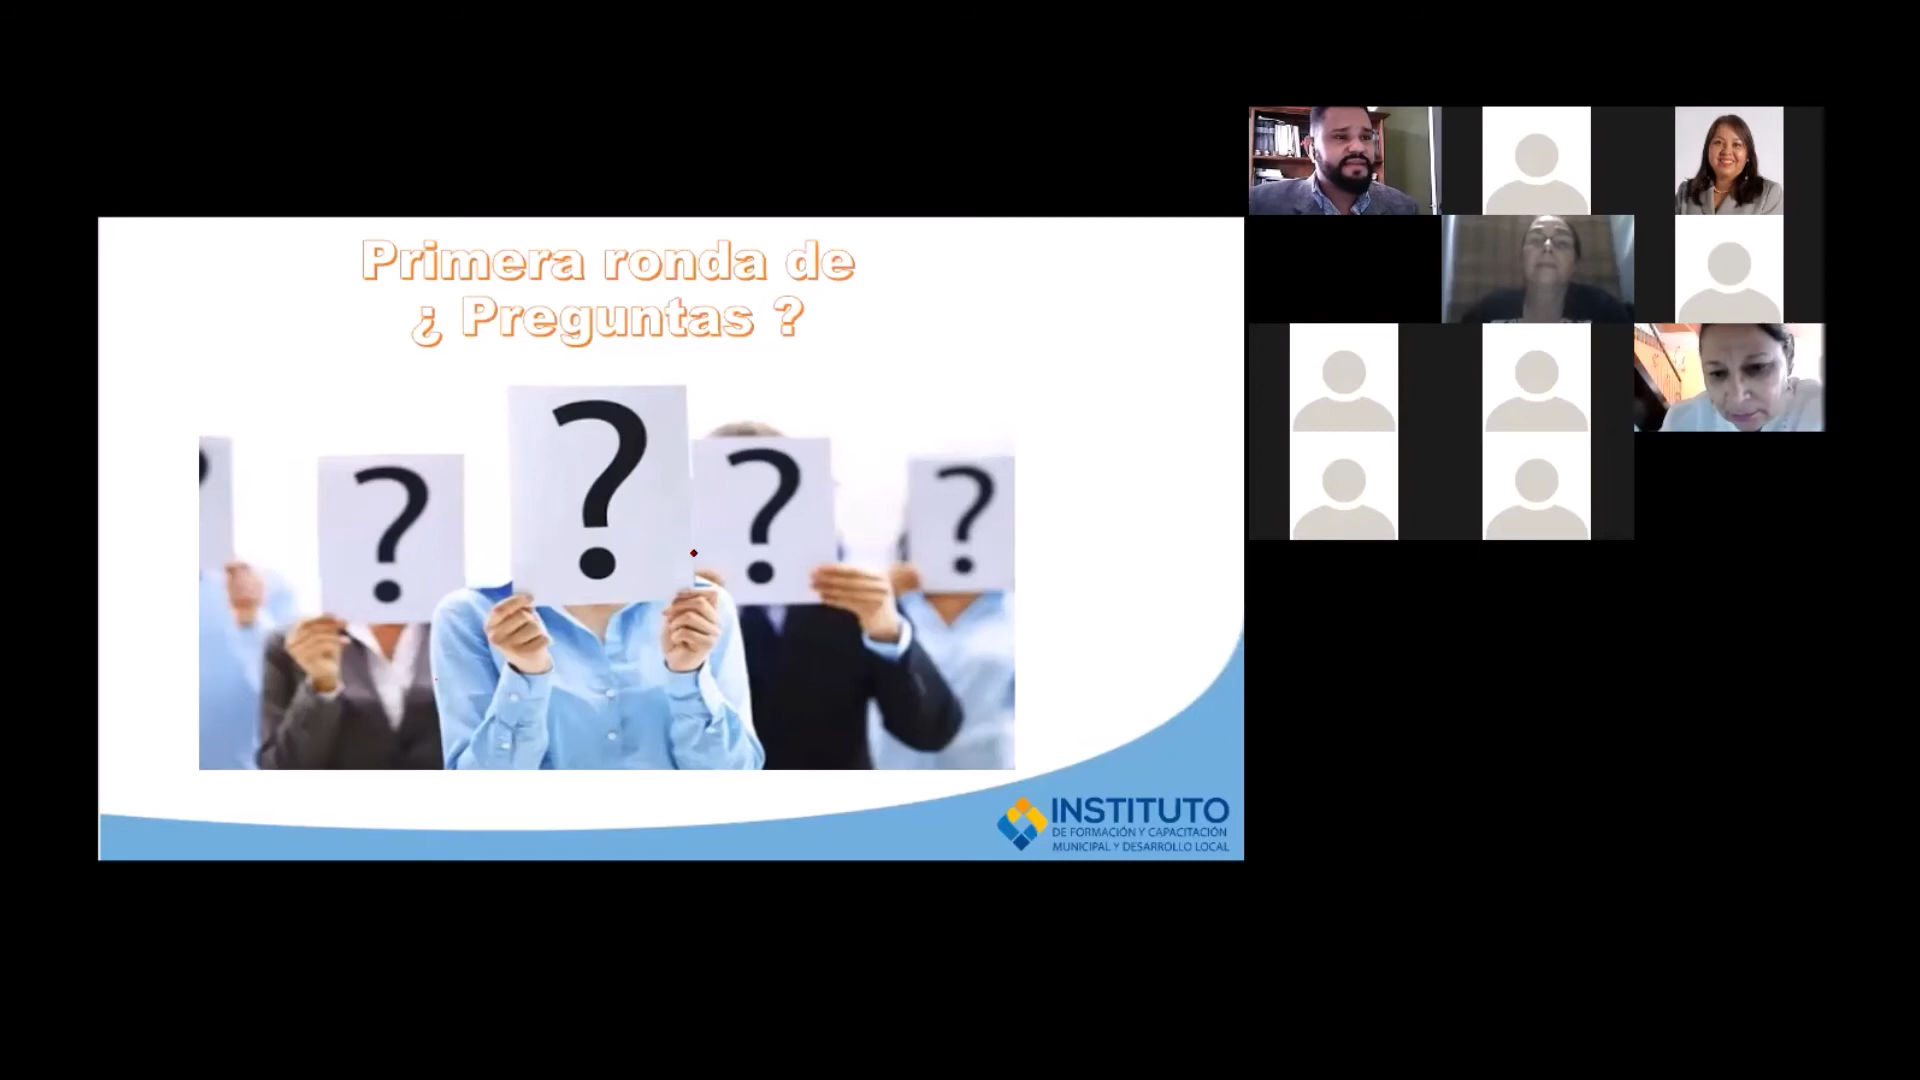 Primera ronda de
¿ Preguntas ?
?
?
?
?
?
INSTITUTO
DE FORMACIÓN Y CAPACITACIÓN
MUNICIPAL Y DESARROLLO LOCAL